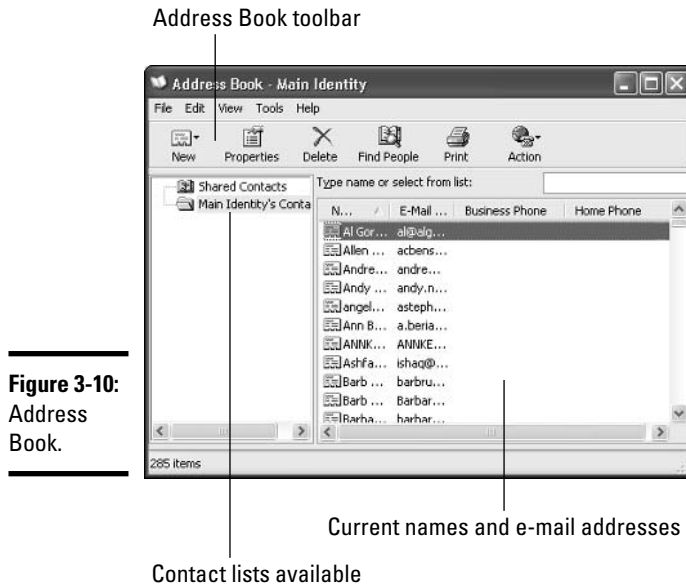 Address Book toolbar
Address Book - Main Identity
File Edit View Tools Help
New Properties Delete Find People Print Action
Shared Contacts
Main Identity's Conta
Type name or select from list:
N... E-Mail ... Business Phone Home Phone
Al Gor... al@alg...
Allen ... acbens...
Andre... andre...
Andy ... andy.n...
angel... asteph...
Ann B... a.beria...
ANNK... ANNKE...
Ashfa... ishaq@...
Barb ... barbru...
Barb ... Barbar...
Barba... barbar...
285 items
Figure 3-10:
Address
Book.
Current names and e-mail addresses
Contact lists available